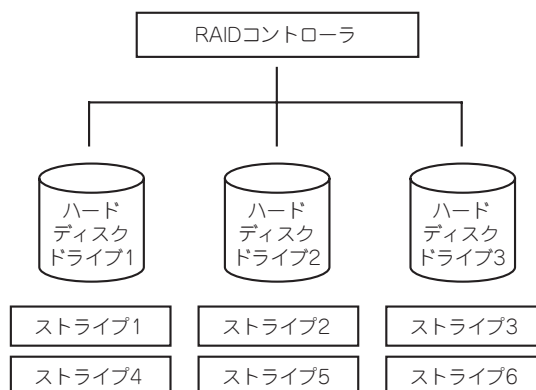 RAIDコントローラ
ハード
ディスク
ドライブ1
ハード
ディスク
ドライブ2
ハード
ディスク
ドライブ3
ストライプ1
ストライプ2
ストライプ3
ストライプ4
ストライプ5
ストライプ6